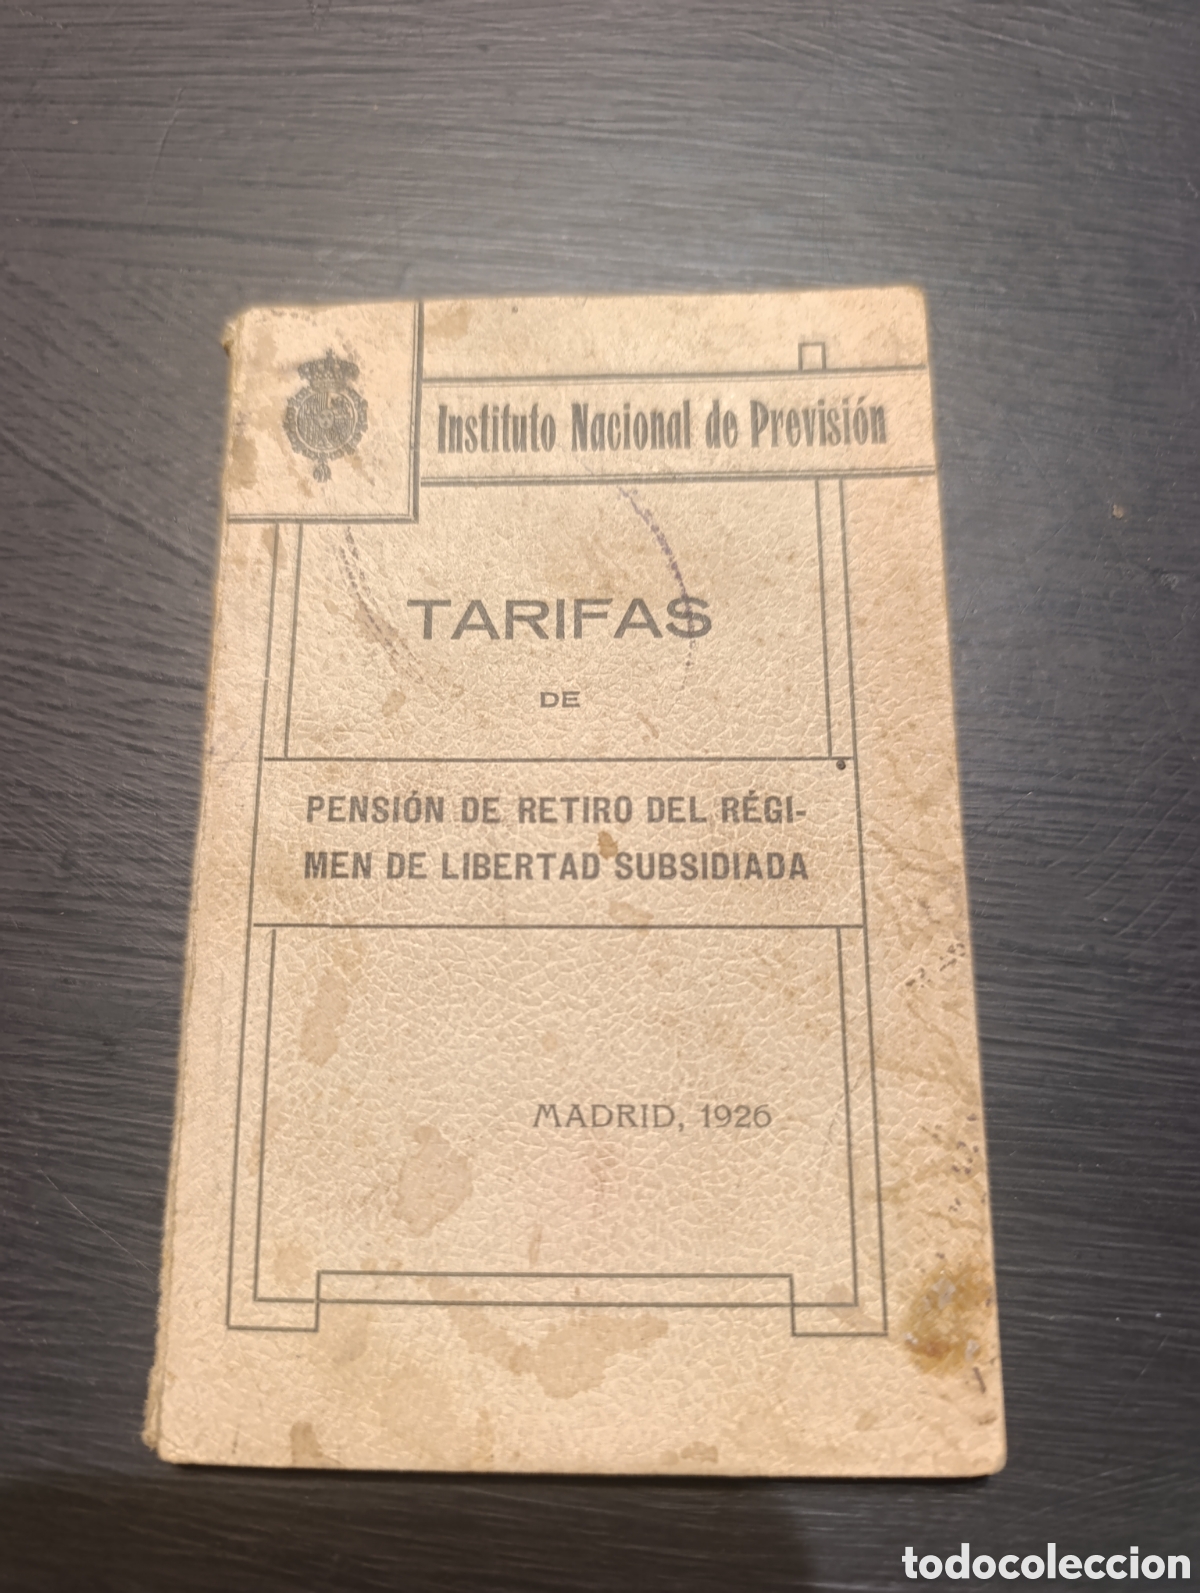 Instituto Nacional de Previsión
TARIFAS
DE
PENSIÓN DE RETIRO DEL RÉGI-
MEN DE LIBERTAD SUBSIDIADA
MADRID, 1926
todocoleccion